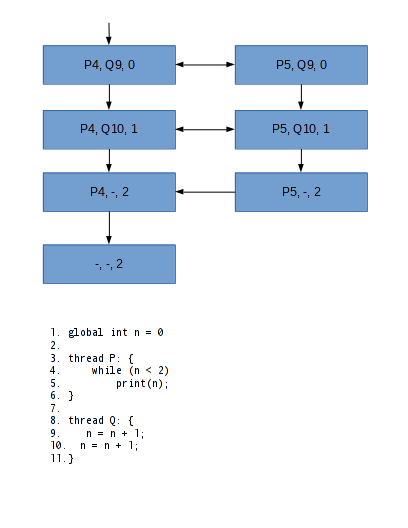 P4, Q9, 0
P5, Q9, 0
P4, Q10, 1
P5, Q10, 1
P4, -, 2
P5, -, 2
-, -, 2
1. global int n = 0
2.
3. thread P: {
4. while (n < 2)
5. print(n);
6. }
7.
8. thread Q: {
9. n = n + 1;
10. n = n + 1;
11.}